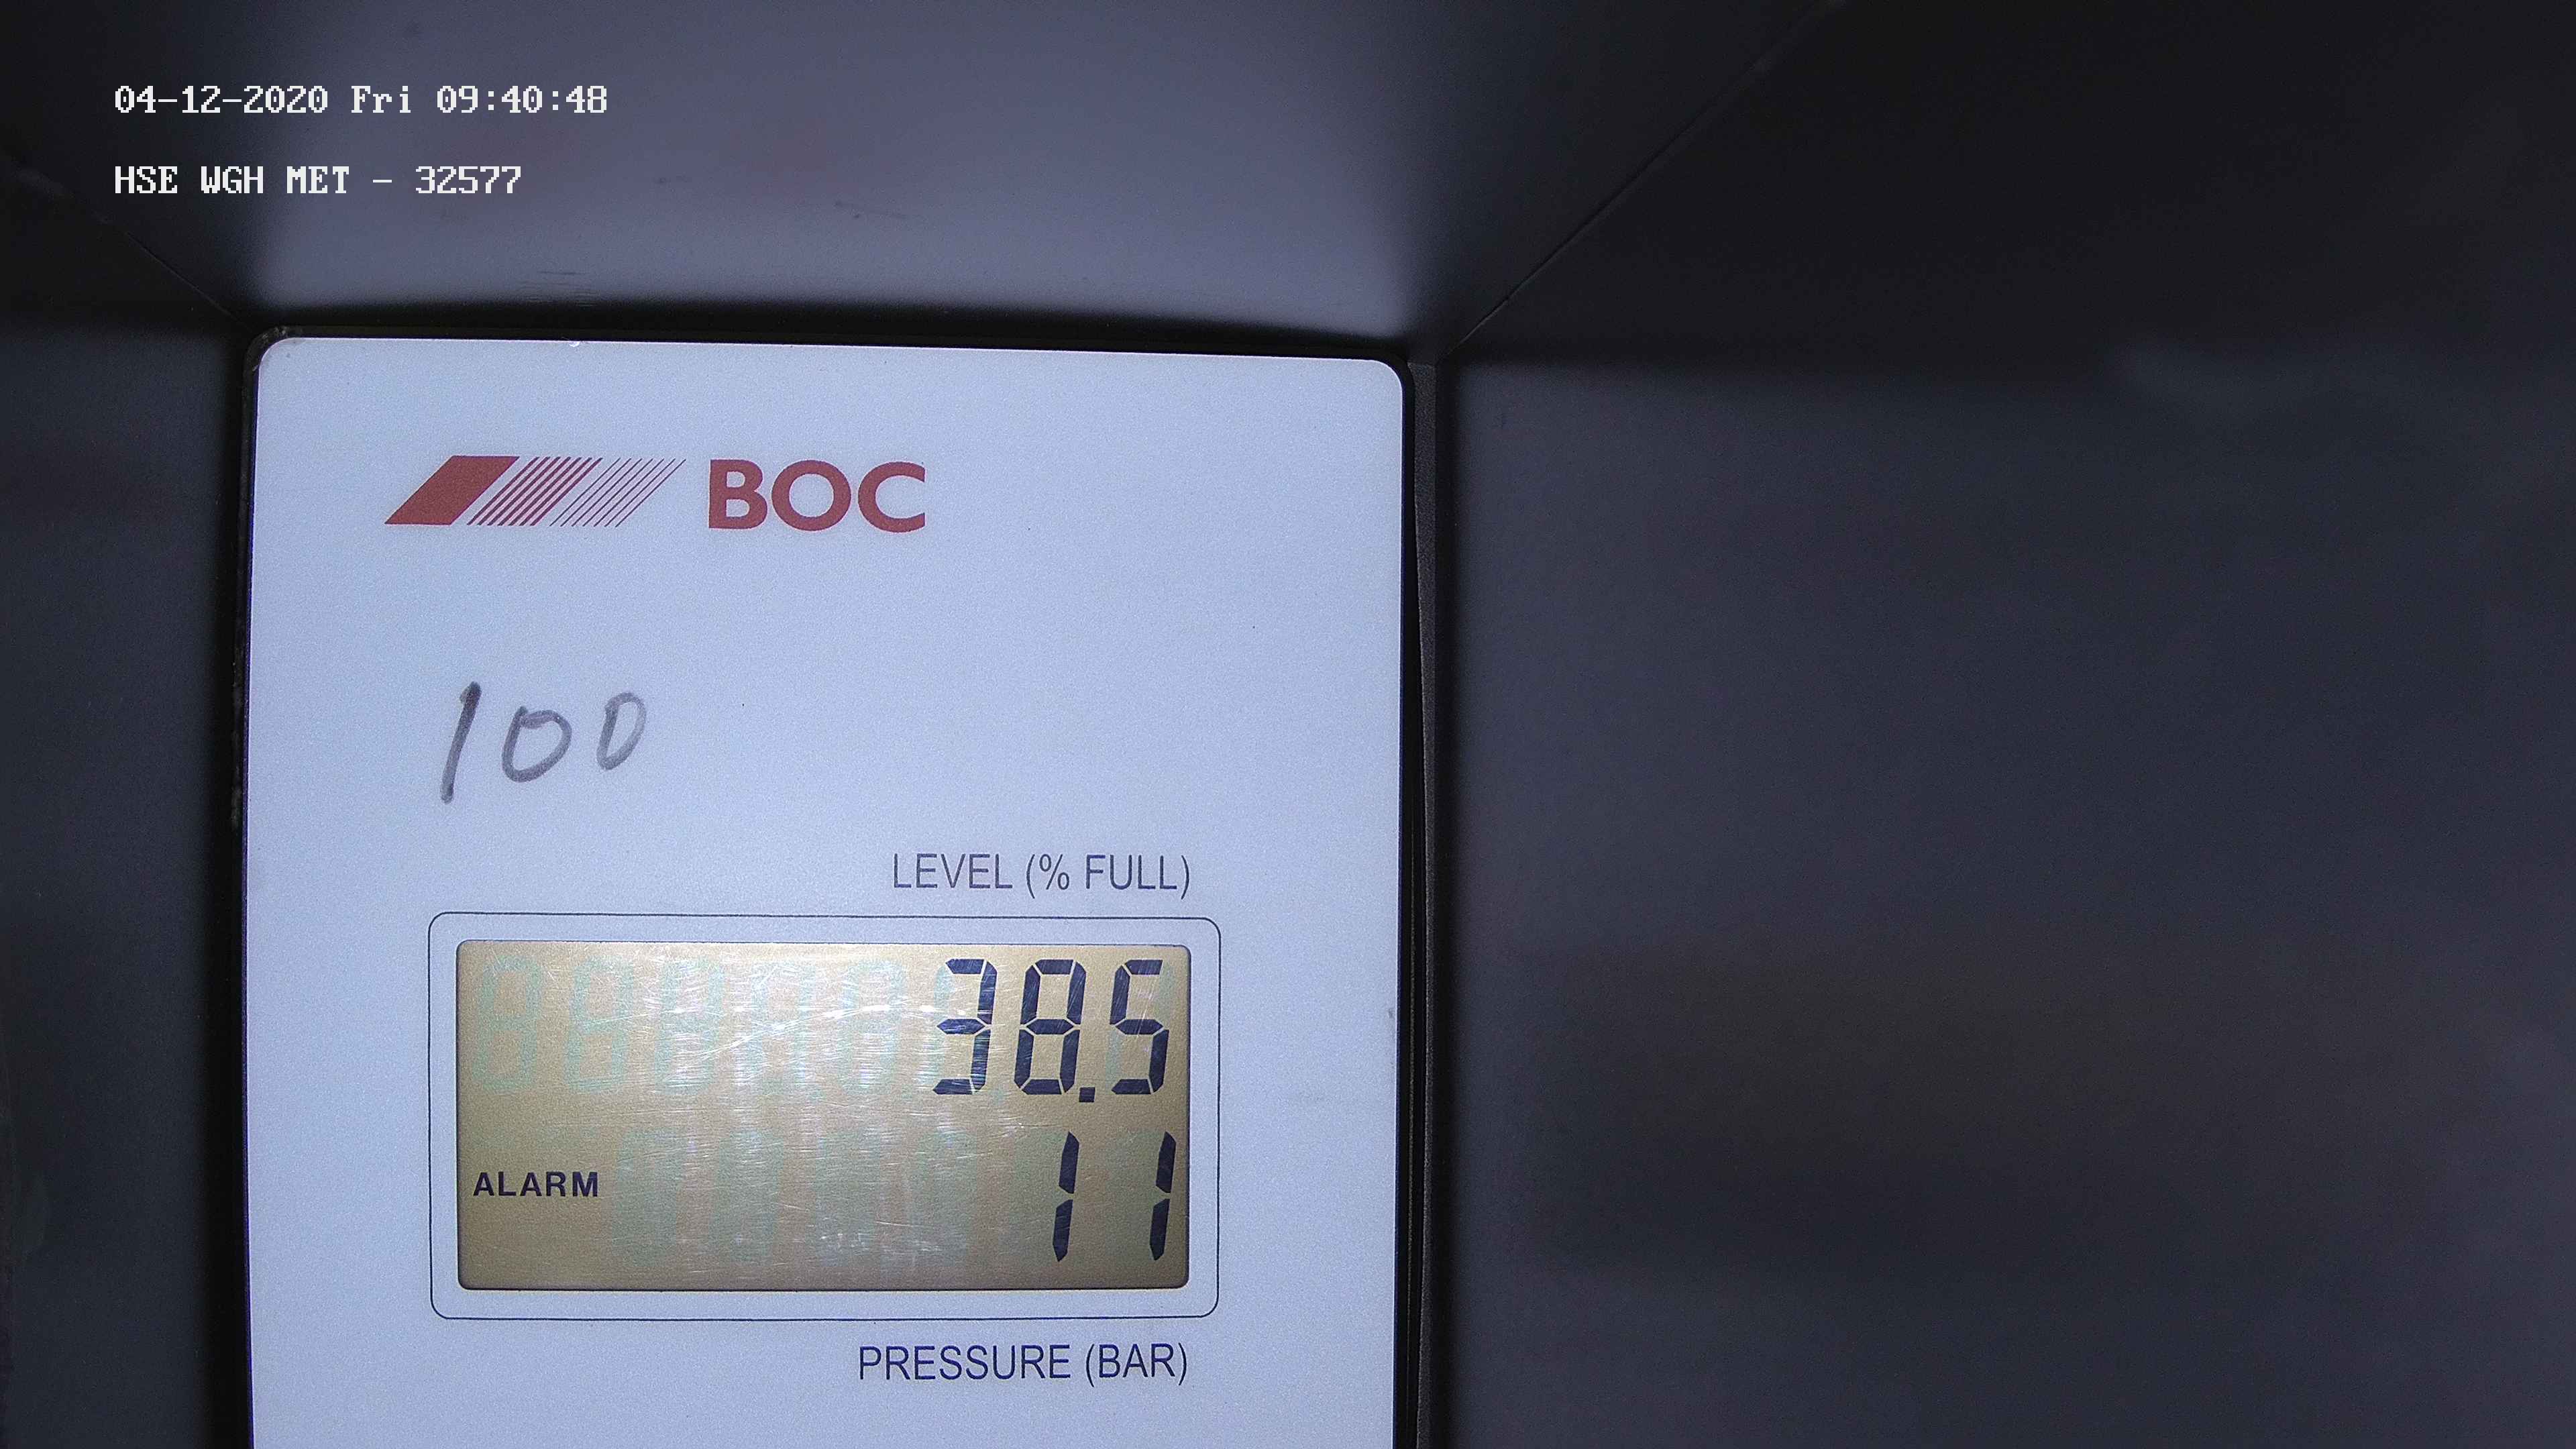 04-12-2020 Fri 09:40:48
HSE WGH MET - 32577
BOC
100
LEVEL (% FULL)
38.5
ALARM 11
PRESSURE (BAR)